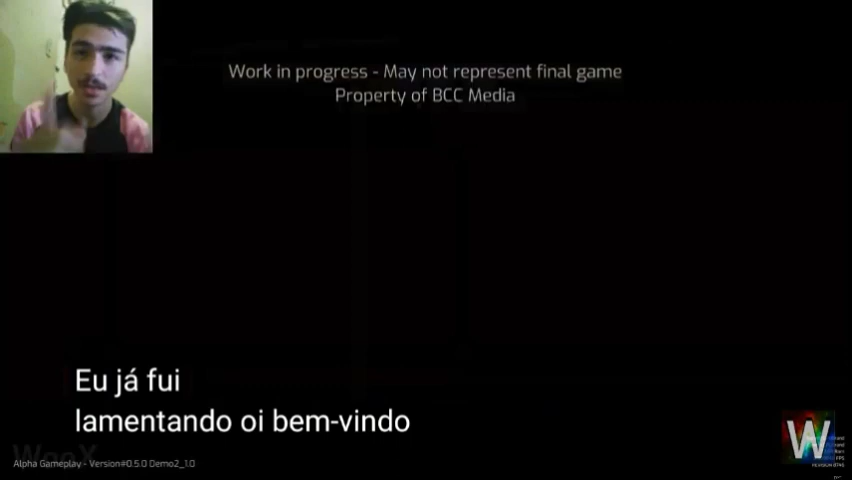 Work in progress - May not represent final game
Property of BCC Media
Eu já fui
lamentando oi bem-vindo
Alpha Gameplay - Version#0.5.0 Demo2_1.0
W